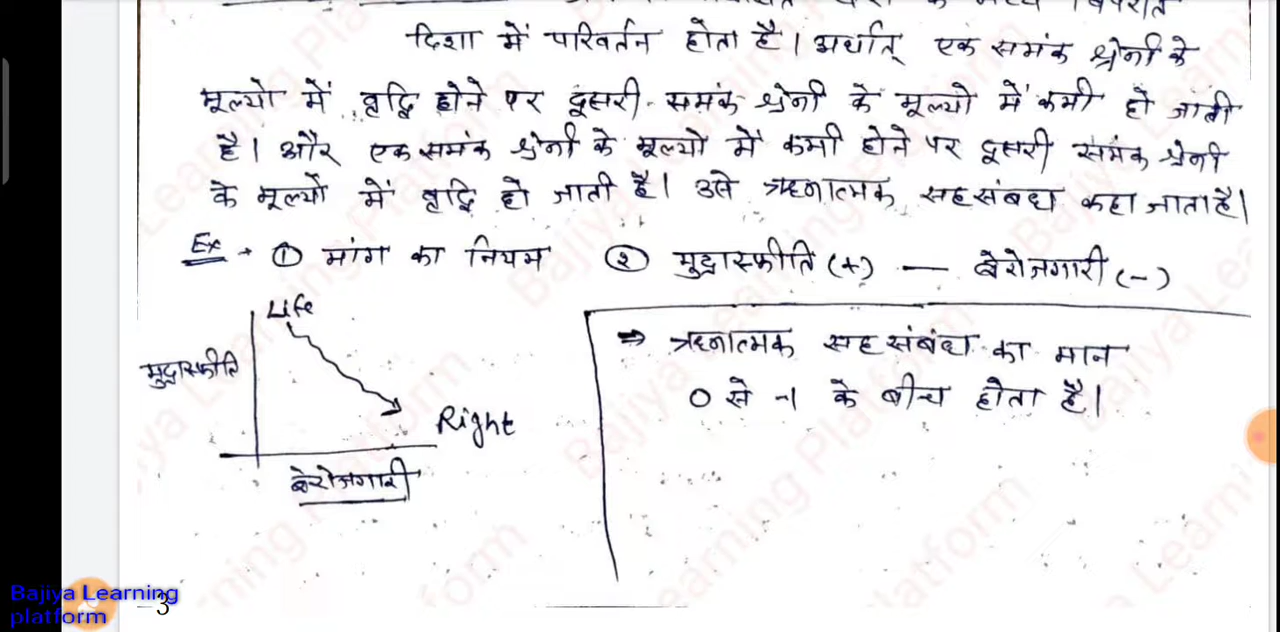 दिशा में परिवर्तन होता है। अर्थात् एक समंक श्रेणी के
मूल्यो में वृद्धि होने पर दूसरी समंक श्रेणी के मूल्यो में कमी हो जाती
है। और एक समंक श्रेणी के मूल्यो में कमी होने पर दूसरी समंक श्रेणी
के मूल्यों में वृद्धि हो जाती है। उसे ऋणात्मक सहसंबंध कहा जाता है।
Ex → ① मांग का नियम ② मुद्रास्फीति (+) — बेरोजगारी (-)
Life
मुद्रास्फीति
Right
बेरोजगारी
⇒ ऋणात्मक सहसंबंध का मान
0 से -1 के बीच होता है।
Bajiya Learning
platform
-3